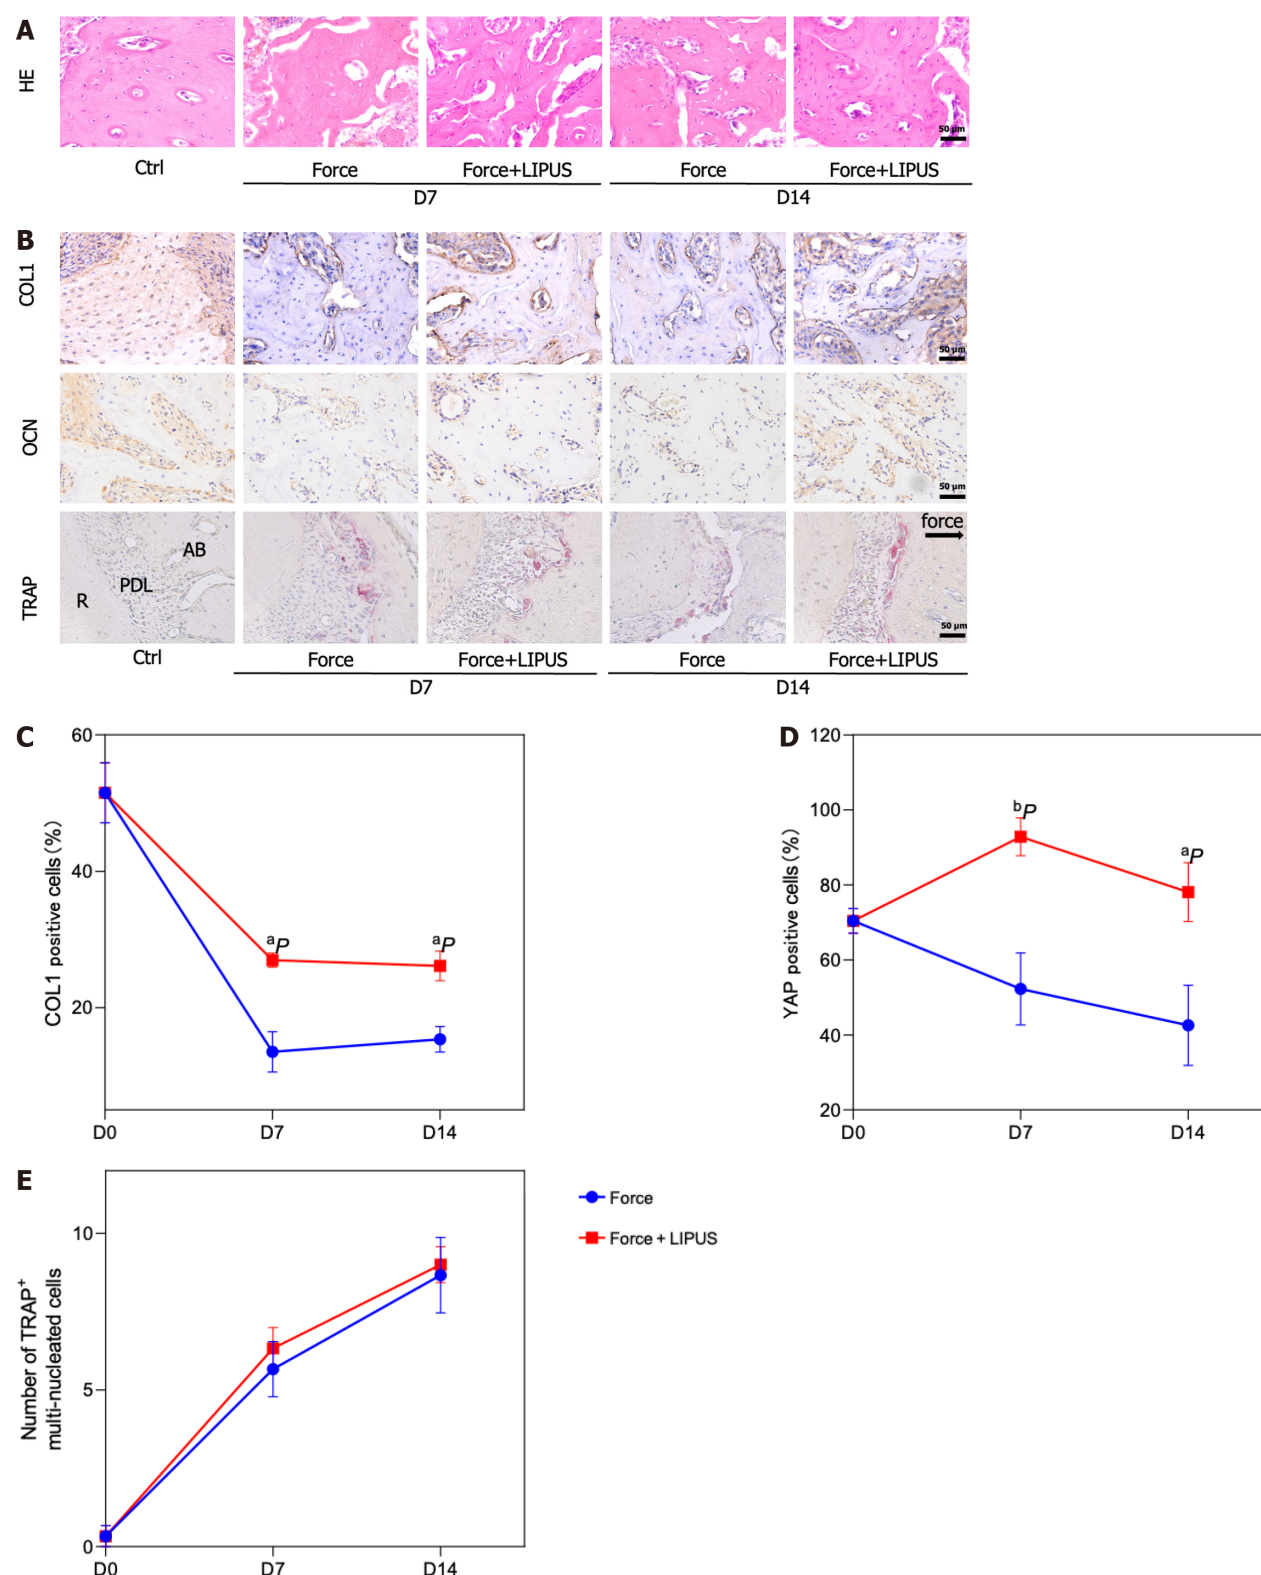 A
HE
50 μm
Ctrl
Force
Force+LIPUS
Force
Force+LIPUS
D7
D14
B
COL1
50 μm
OCN
50 μm
TRAP
R
PDL
AB
force
50 μm
Ctrl
Force
Force+LIPUS
Force
Force+LIPUS
D7
D14
C
COL1 positive cells(%)
60
40
20
aP
aP
D0
D7
D14
D
YAP positive cells(%)
120
100
80
60
40
20
bP
aP
D0
D7
D14
E
Number of TRAP+
multi-nucleated cells
10
5
0
D0
D7
D14
Force
Force + LIPUS